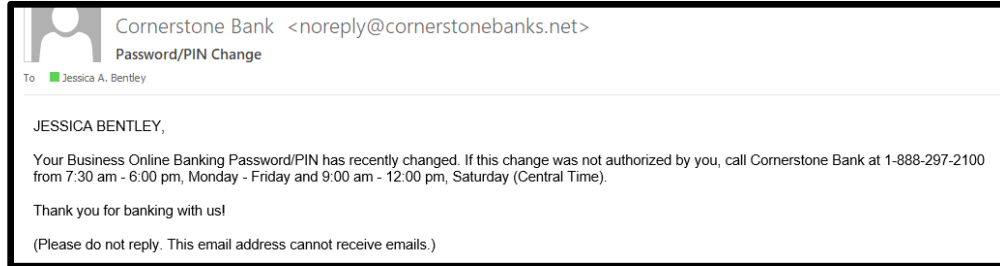 Cornerstone Bank <noreply@cornerstonebanks.net>
Password/PIN Change
To Jessica A. Bentley
JESSICA BENTLEY,
Your Business Online Banking Password/PIN has recently changed. If this change was not authorized by you, call Cornerstone Bank at 1-888-297-2100
from 7:30 am - 6:00 pm, Monday - Friday and 9:00 am - 12:00 pm, Saturday (Central Time).
Thank you for banking with us!
(Please do not reply. This email address cannot receive emails.)